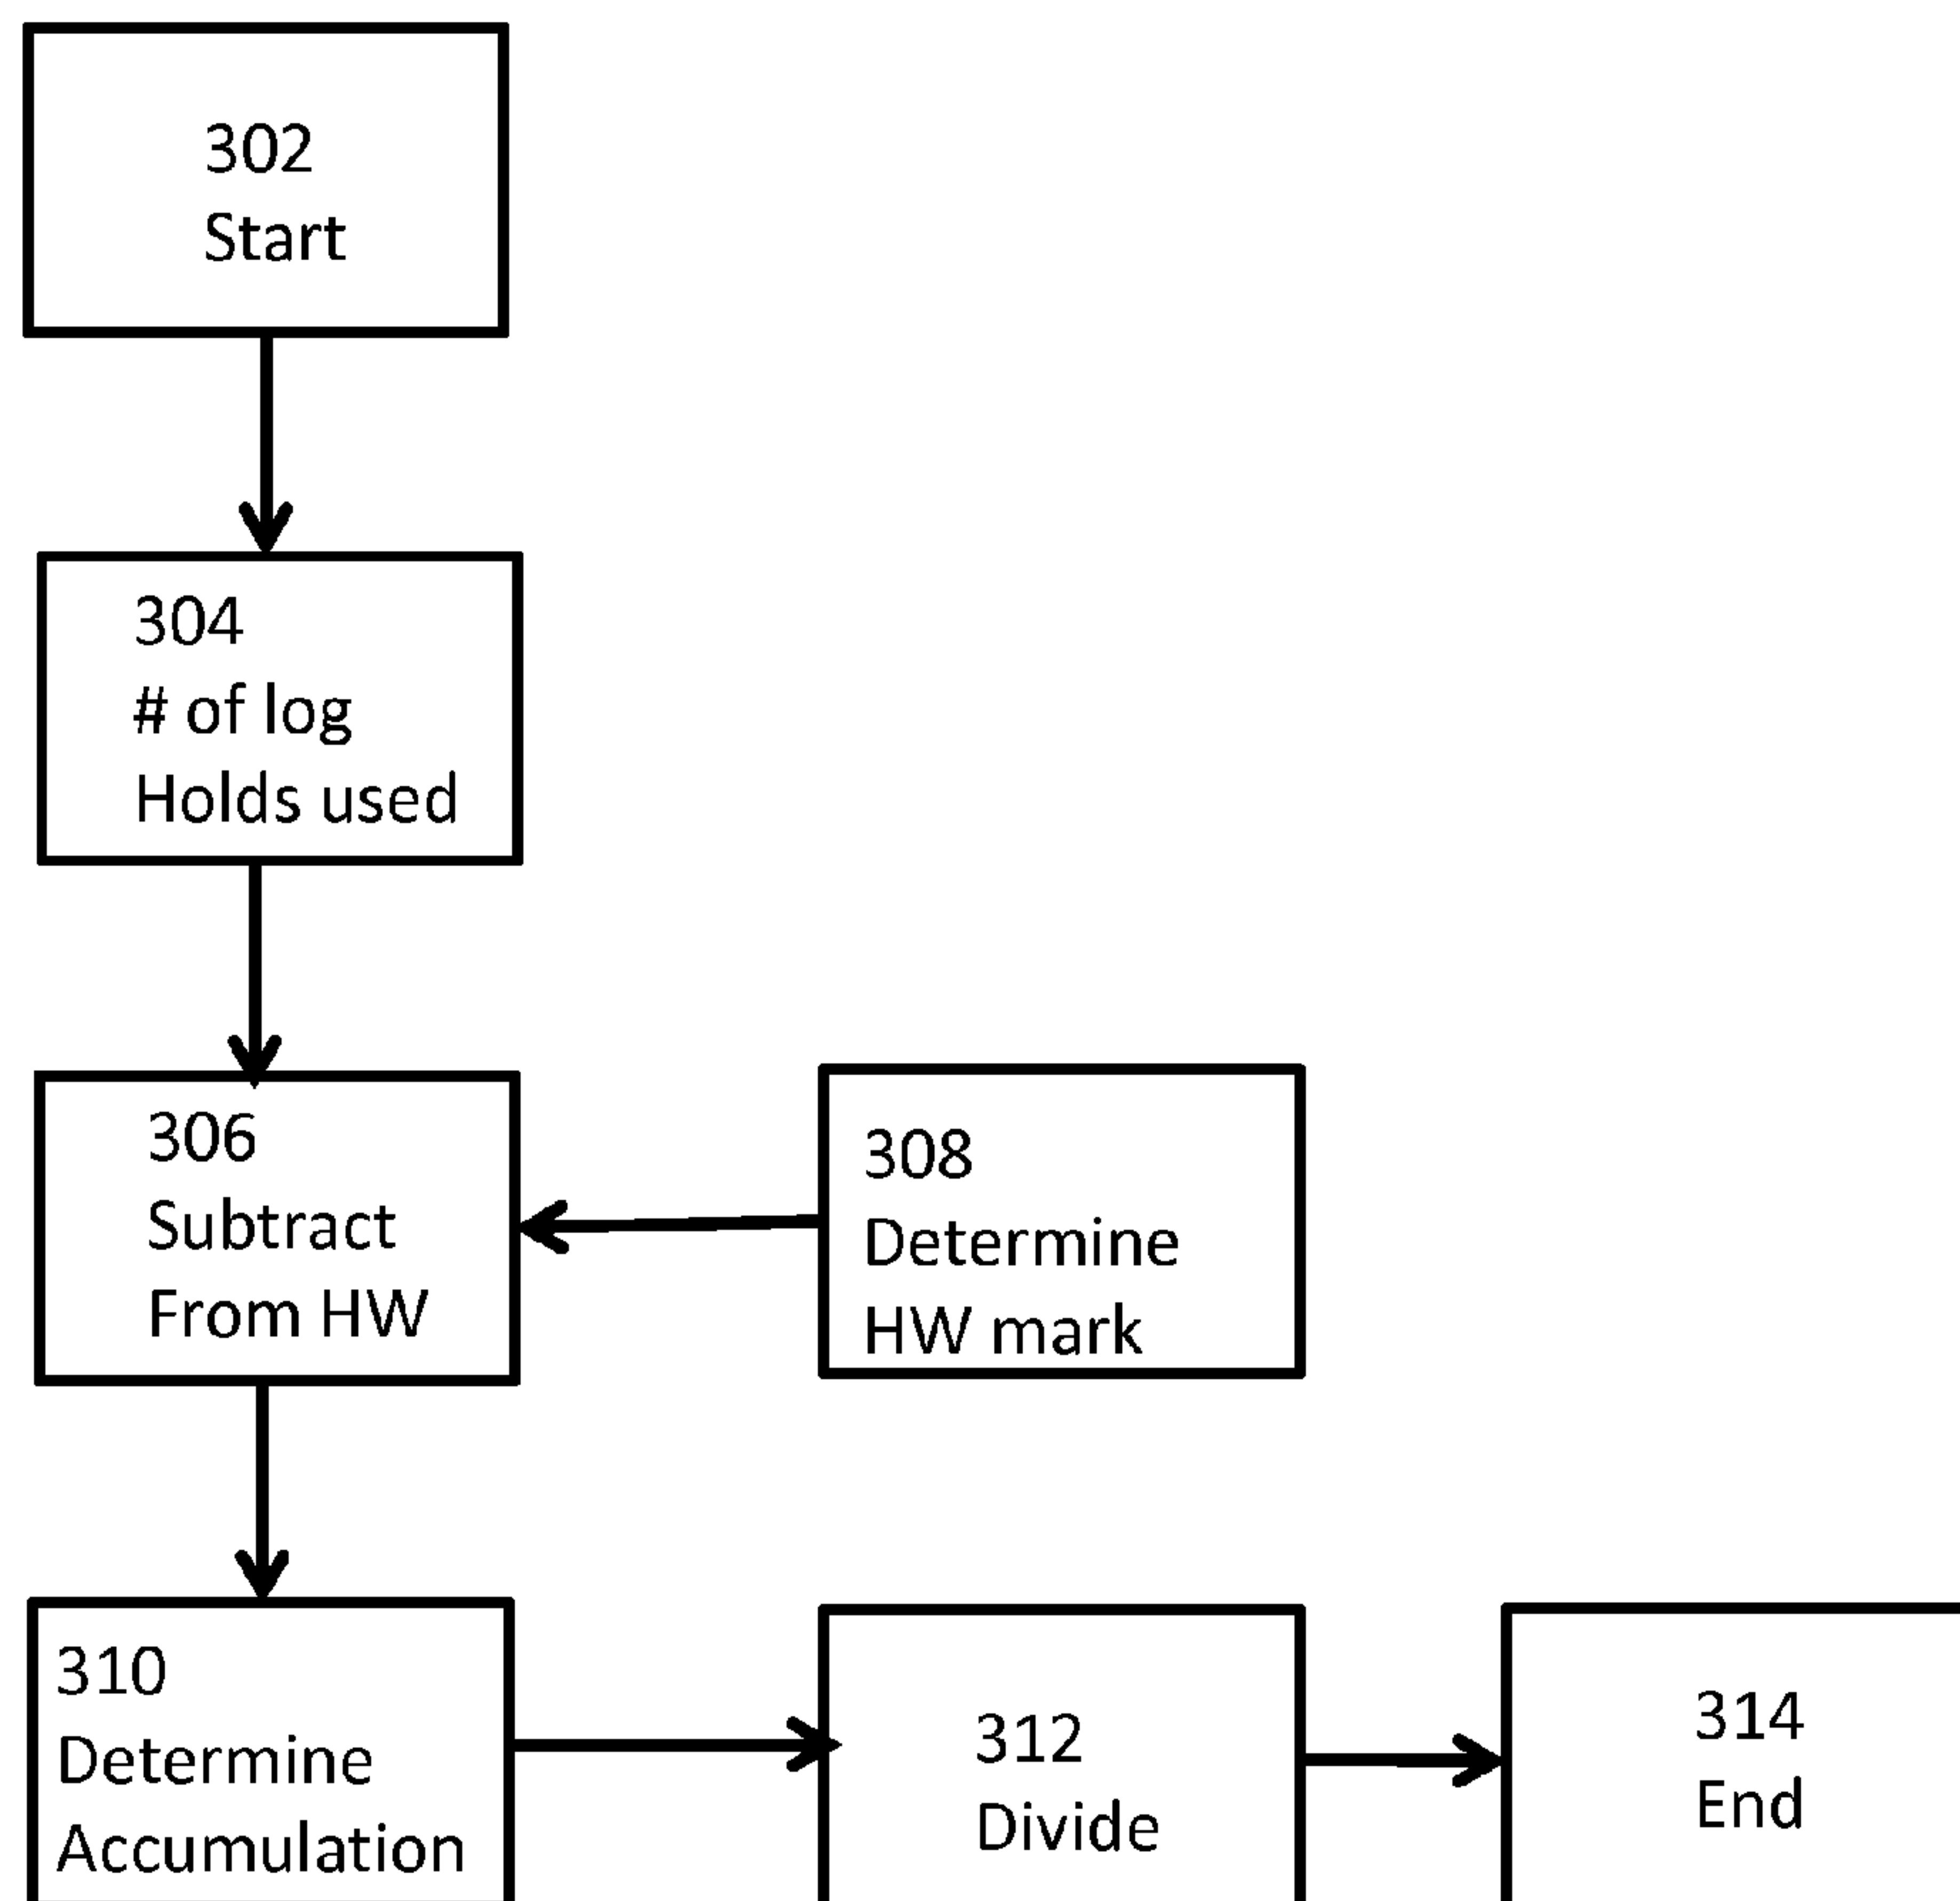 302
Start
304
# of log
Holds used
306
Subtract
From HW
308
Determine
HW mark
310
Determine
Accumulation
312
Divide
314
End